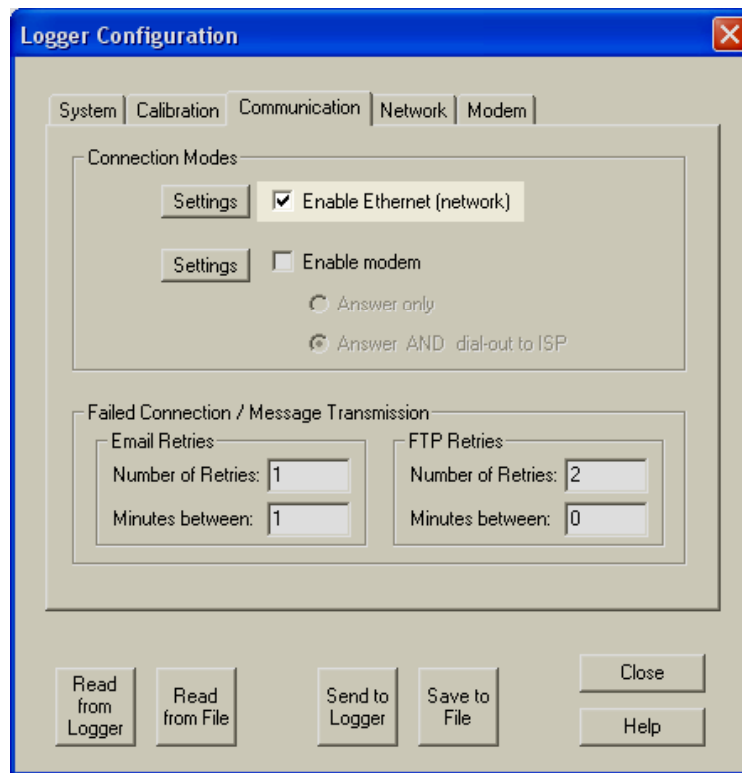 Logger Configuration
System Calibration Communication Network Modem
Connection Modes
Settings Enable Ethernet (network)
Settings Enable modem
Answer only
Answer AND dial-out to ISP
Failed Connection / Message Transmission
Email Retries
Number of Retries: 1
Minutes between: 1
FTP Retries
Number of Retries: 2
Minutes between: 0
Read
from
Logger
Read
from File
Send to
Logger
Save to
File
Close
Help